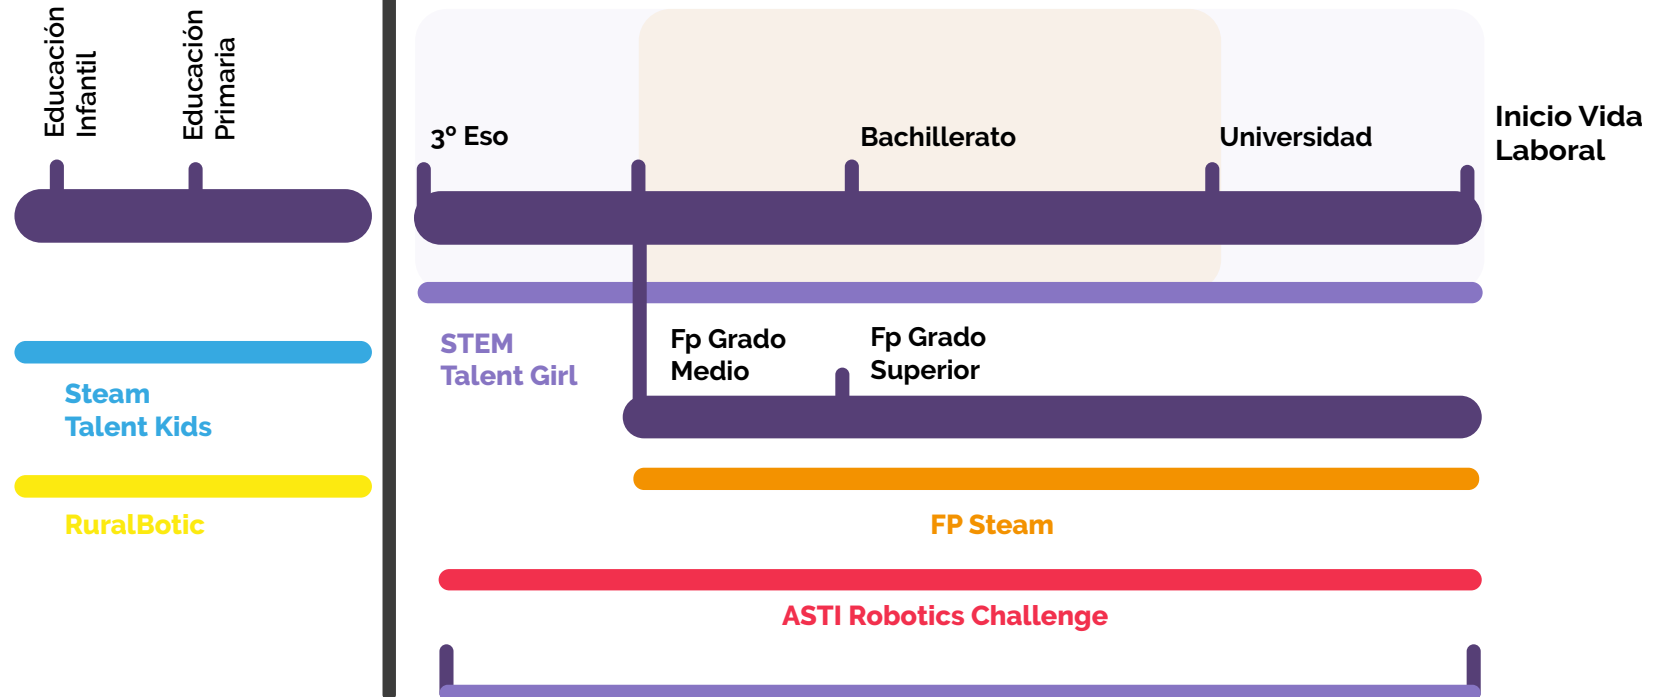 Educación
Infantil
Educación
Primaria
3º Eso
Bachillerato
Universidad
Inicio Vida
Laboral
Steam
Talent Kids
RuralBotic
STEM
Talent Girl
Fp Grado
Medio
Fp Grado
Superior
FP Steam
ASTI Robotics Challenge